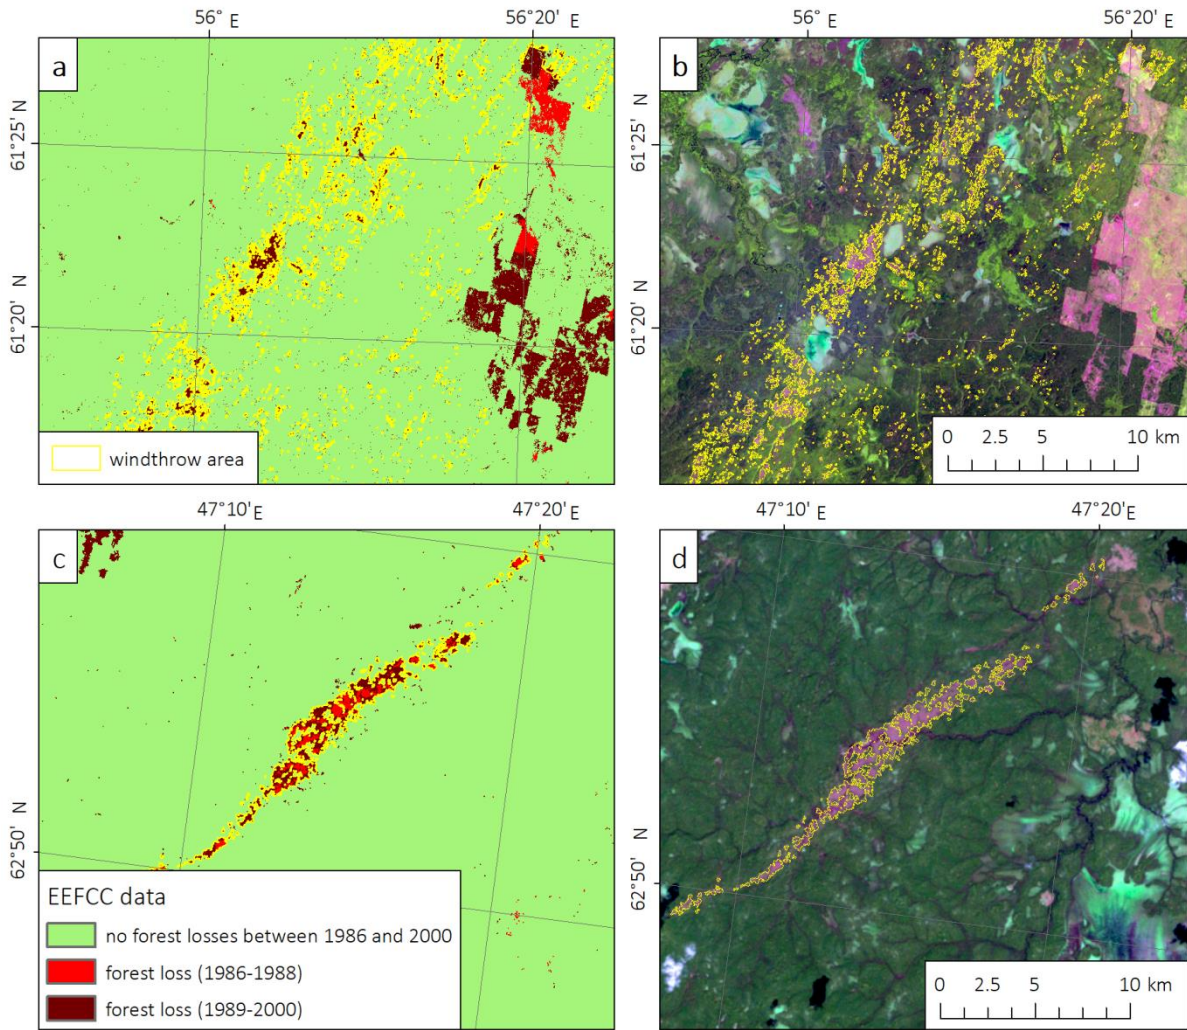 56° E
56°20' E
56° E
56°20' E
a
b
61°25' N
61°20' N
61°25' N
61°20' N
windthrow area
0 2.5 5 10 km
47°10' E
47°20' E
47°10' E
47°20' E
c
d
62°50' N
62°50' N
EEFCC data
no forest losses between 1986 and 2000
forest loss (1986-1988)
forest loss (1989-2000)
0 2.5 5 10 km